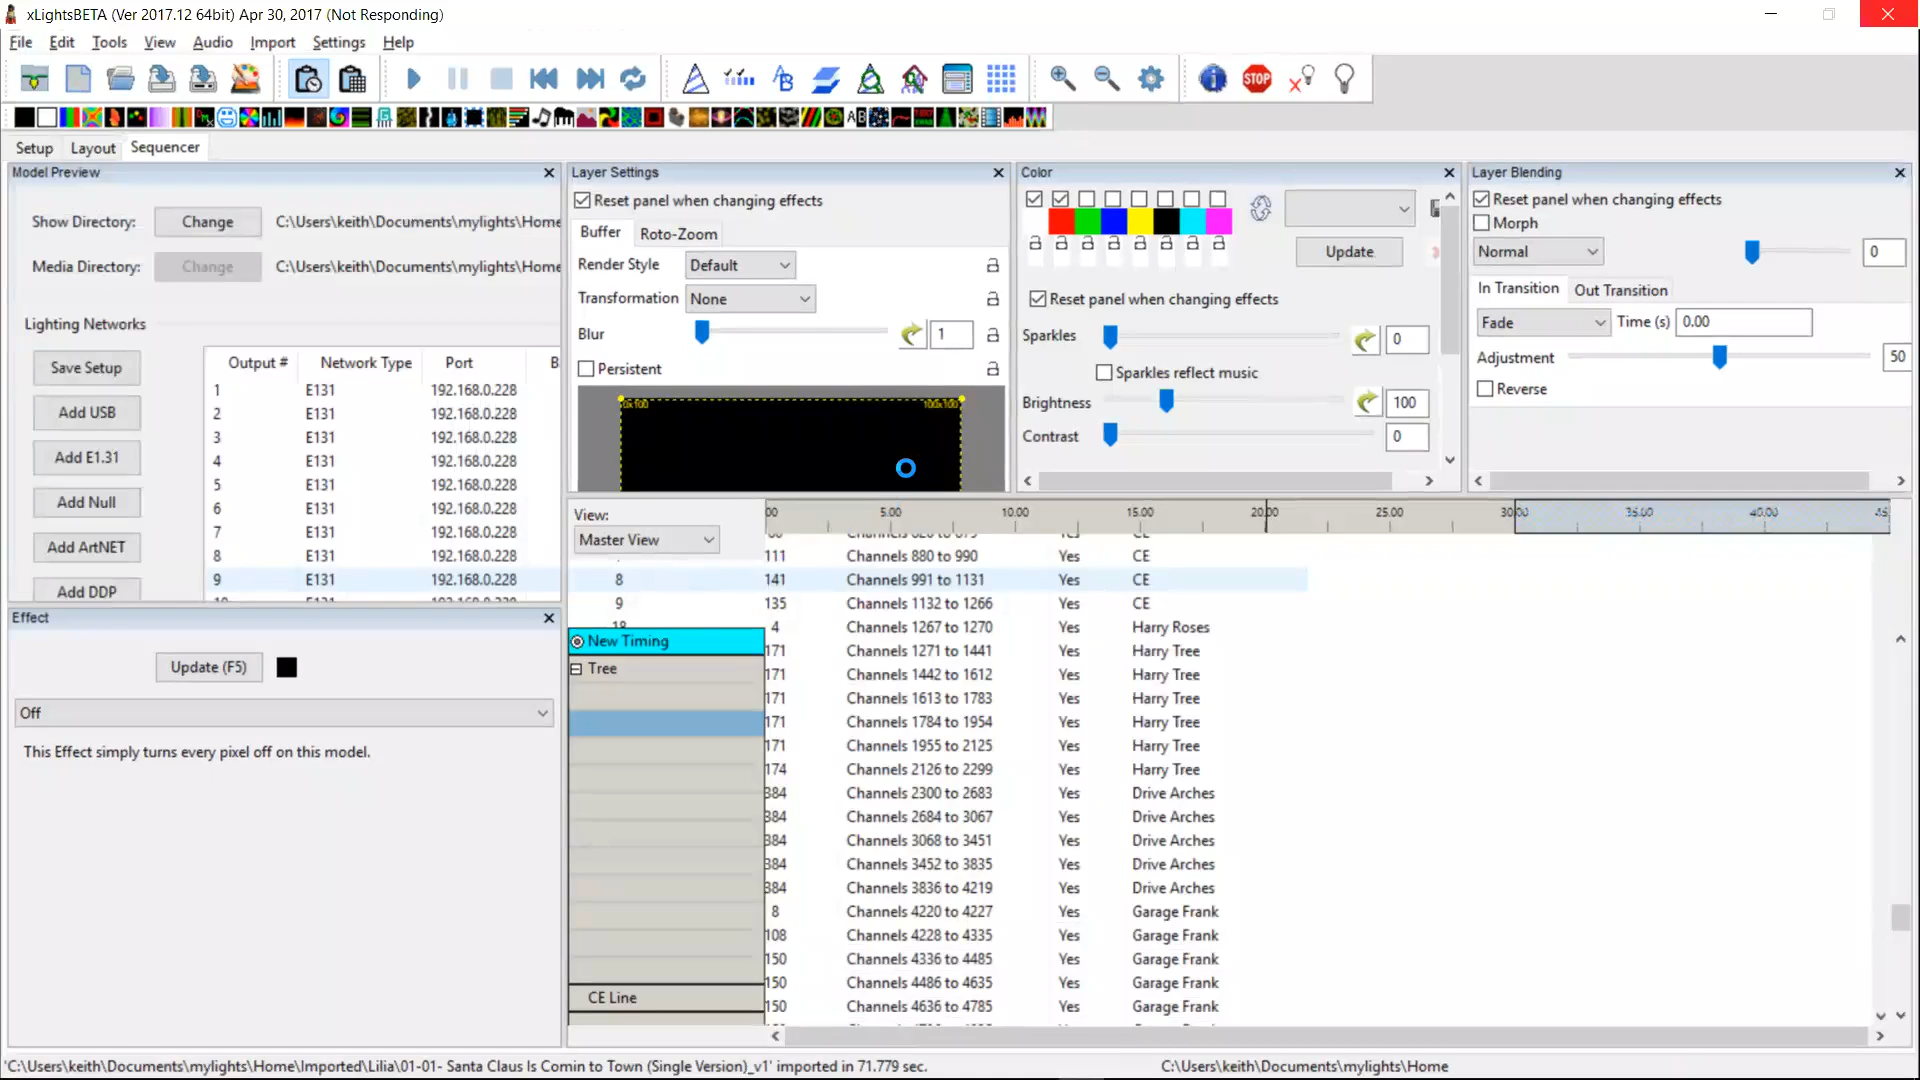 xLightsBETA (Ver 2017.12 64bit) Apr 30, 2017 (Not Responding)
File Edit Tools View Audio Import Settings Help
Setup Layout Sequencer
Model Preview
Show Directory: Change C:\Users\keith\Documents\mylights\Home
Media Directory: Change C:\Users\keith\Documents\mylights\Home
Lighting Networks
Save Setup
Add USB
Add E1.31
Add Null
Add ArtNET
Add DDP
Output # Network Type Port B
1 E131 192.168.0.228
2 E131 192.168.0.228
3 E131 192.168.0.228
4 E131 192.168.0.228
5 E131 192.168.0.228
6 E131 192.168.0.228
7 E131 192.168.0.228
8 E131 192.168.0.228
9 E131 192.168.0.228
Effect
Update (F5)
Off
This Effect simply turns every pixel off on this model.
Layer Settings
Reset panel when changing effects
Buffer Roto-Zoom
Render Style Default
Transformation None
Blur 1
Persistent
0x100 100x100
Color
Update
Reset panel when changing effects
Sparkles 0
Sparkles reflect music
Brightness 100
Contrast 0
Layer Blending
Reset panel when changing effects
Morph
Normal 0
In Transition Out Transition
Fade Time (s) 0.00
Adjustment 50
Reverse
View:
Master View
00 5.00 10.00 15.00 20.00 25.00 30.00 35.00 40.00 45
111 Channels 880 to 990 Yes CE
8 141 Channels 991 to 1131 Yes CE
9 135 Channels 1132 to 1266 Yes CE
4 Channels 1267 to 1270 Yes Harry Roses
New Timing
171 Channels 1271 to 1441 Yes Harry Tree
Tree
171 Channels 1442 to 1612 Yes Harry Tree
171 Channels 1613 to 1783 Yes Harry Tree
171 Channels 1784 to 1954 Yes Harry Tree
171 Channels 1955 to 2125 Yes Harry Tree
174 Channels 2126 to 2299 Yes Harry Tree
384 Channels 2300 to 2683 Yes Drive Arches
384 Channels 2684 to 3067 Yes Drive Arches
384 Channels 3068 to 3451 Yes Drive Arches
384 Channels 3452 to 3835 Yes Drive Arches
384 Channels 3836 to 4219 Yes Drive Arches
8 Channels 4220 to 4227 Yes Garage Frank
108 Channels 4228 to 4335 Yes Garage Frank
150 Channels 4336 to 4485 Yes Garage Frank
150 Channels 4486 to 4635 Yes Garage Frank
CE Line
150 Channels 4636 to 4785 Yes Garage Frank
'C:\Users\keith\Documents\mylights\Home\Imported\Lilia\01-01- Santa Claus Is Comin to Town (Single Version)_v1' imported in 71.779 sec.
C:\Users\keith\Documents\mylights\Home